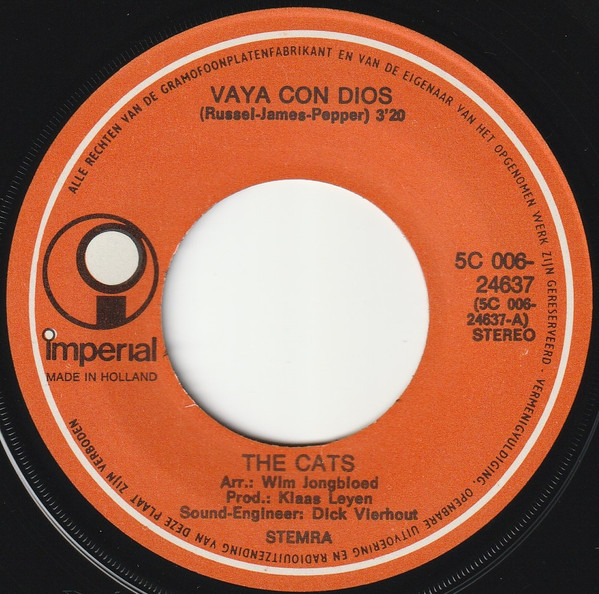 ALLE RECHTEN VAN DE GRAMOFOONPLATENFABRIKANT EN VAN DE EIGENAAR VAN HET OPGENOMEN WERK ZIJN GERESERVEERD - VERMENIGVULDIGING, OPENBARE UITVOERING EN RADIOUITZENDING VAN DEZE PLAAT ZIJN VERBODEN
VAYA CON DIOS
(Russel-James-Pepper) 3'20
imperial
MADE IN HOLLAND
5C 006-
24637
(5C 006-
24637-A)
STEREO
THE CATS
Arr.: Wim Jongbloed
Prod.: Klaas Leyen
Sound-Engineer: Dick Vierhout
STEMRA